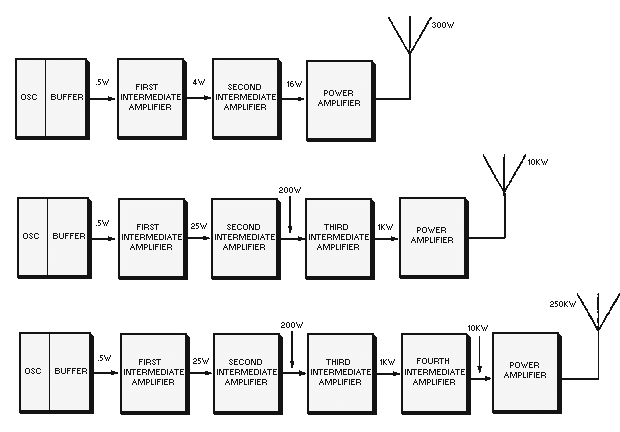 300W
OSC
BUFFER
.5W
FIRST
INTERMEDIATE
AMPLIFIER
4W
SECOND
INTERMEDIATE
AMPLIFIER
16W
POWER
AMPLIFIER
10KW
OSC
BUFFER
.5W
FIRST
INTERMEDIATE
AMPLIFIER
25W
SECOND
INTERMEDIATE
AMPLIFIER
200W
THIRD
INTERMEDIATE
AMPLIFIER
1KW
POWER
AMPLIFIER
250KW
OSC
BUFFER
.5W
FIRST
INTERMEDIATE
AMPLIFIER
25W
SECOND
INTERMEDIATE
AMPLIFIER
200W
THIRD
INTERMEDIATE
AMPLIFIER
1KW
FOURTH
INTERMEDIATE
AMPLIFIER
10KW
POWER
AMPLIFIER